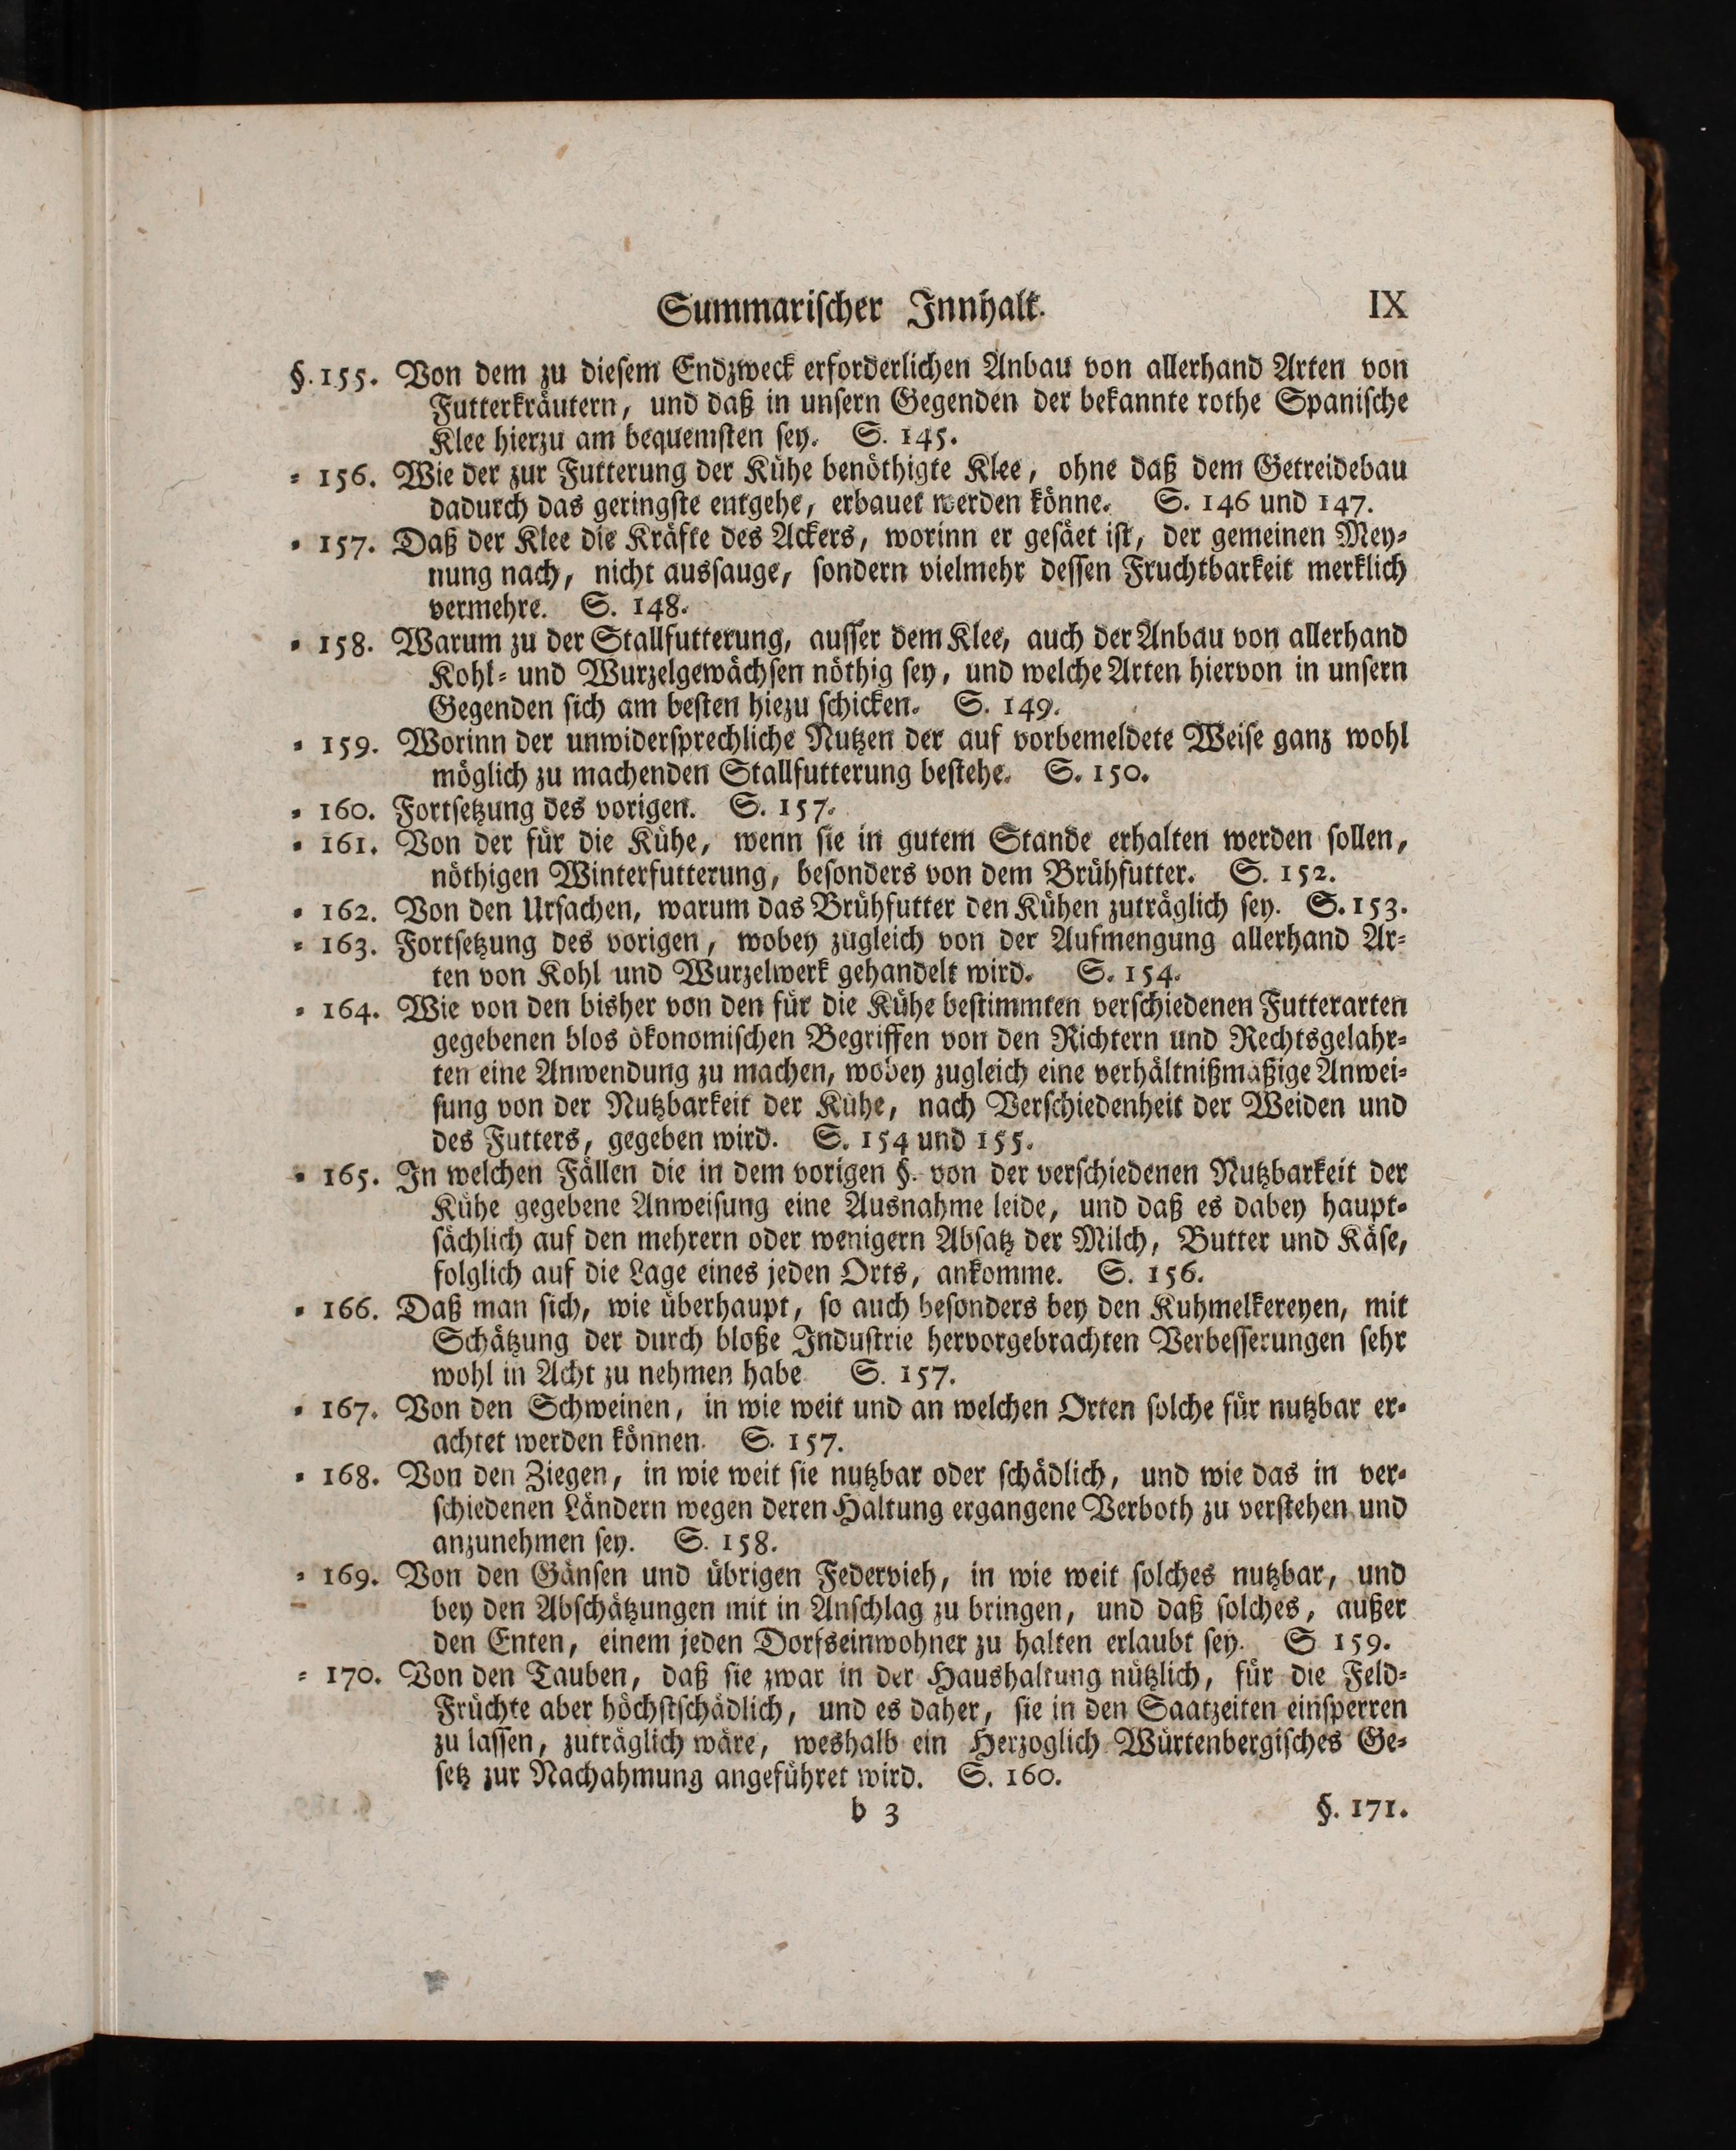 Summarischer Innhalt. IX
§. 155. Von dem zu diesem Endzweck erforderlichen Anbau von allerhand Arten von
Futterkräutern, und daß in unsern Gegenden der bekannte rothe Spanische
Klee hierzu am bequemsten sey. S. 145.
= 156. Wie der zur Futterung der Kühe benöthigte Klee, ohne daß dem Getreidebau
dadurch das geringste entgehe, erbauet werden könne. S. 146 und 147.
= 157. Daß der Klee die Kräfte des Ackers, worinn er gesäet ist, der gemeinen Mey=
nung nach, nicht aussauge, sondern vielmehr dessen Fruchtbarkeit merklich
vermehre. S. 148.
= 158. Warum zu der Stallfutterung, ausser dem Klee, auch der Anbau von allerhand
Kohl= und Wurzelgewächsen nöthig sey, und welche Arten hiervon in unsern
Gegenden sich am besten hiezu schicken. S. 149.
= 159. Worinn der unwidersprechliche Nutzen der auf vorbemeldete Weise ganz wohl
möglich zu machenden Stallfutterung bestehe. S. 150.
= 160. Fortsetzung des vorigen. S. 157.
= 161. Von der für die Kühe, wenn sie in gutem Stande erhalten werden sollen,
nöthigen Winterfutterung, besonders von dem Brühfutter. S. 152.
= 162. Von den Ursachen, warum das Brühfutter den Kühen zuträglich sey. S. 153.
= 163. Fortsetzung des vorigen, wobey zugleich von der Aufmengung allerhand Ar=
ten von Kohl und Wurzelwerk gehandelt wird. S. 154.
= 164. Wie von den bisher von den für die Kühe bestimmten verschiedenen Futterarten
gegebenen blos ökonomischen Begriffen von den Richtern und Rechtsgelahr=
ten eine Anwendung zu machen, wobey zugleich eine verhältnißmäßige Anwei=
sung von der Nutzbarkeit der Kühe, nach Verschiedenheit der Weiden und
des Futters, gegeben wird. S. 154 und 155.
= 165. In welchen Fällen die in dem vorigen §. von der verschiedenen Nutzbarkeit der
Kühe gegebene Anweisung eine Ausnahme leide, und daß es dabey haupt=
sächlich auf den mehrern oder wenigern Absatz der Milch, Butter und Käse,
folglich auf die Lage eines jeden Orts, ankomme. S. 156.
= 166. Daß man sich, wie überhaupt, so auch besonders bey den Kuhmelkereyen, mit
Schätzung der durch bloße Industrie hervorgebrachten Verbesserungen sehr
wohl in Acht zu nehmen habe S. 157.
= 167. Von den Schweinen, in wie weit und an welchen Orten solche für nutzbar er=
achtet werden können. S. 157.
= 168. Von den Ziegen, in wie weit sie nutzbar oder schädlich, und wie das in ver=
schiedenen Ländern wegen deren Haltung ergangene Verboth zu verstehen und
anzunehmen sey. S. 158.
= 169. Von den Gänsen und übrigen Federvieh, in wie weit solches nutzbar, und
bey den Abschätzungen mit in Anschlag zu bringen, und daß solches, außer
den Enten, einem jeden Dorfseinwohner zu halten erlaubt sey. S 159.
= 170. Von den Tauben, daß sie zwar in der Haushaltung nützlich, für die Feld=
Früchte aber höchstschädlich, und es daher, sie in den Saatzeiten einsperren
zu lassen, zuträglich wäre, weshalb ein Herzoglich Würtenbergisches Ge=
setz zur Nachahmung angeführet wird. S. 160.
b 3 §. 171.